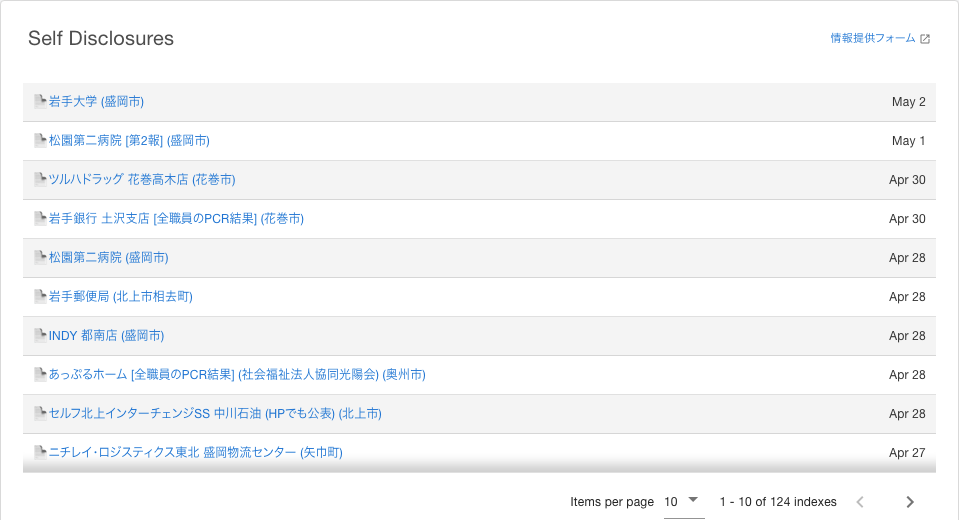 Self Disclosures
情報提供フォーム
岩手大学 (盛岡市) May 2
松園第二病院 [第2報] (盛岡市) May 1
ツルハドラッグ 花巻高木店 (花巻市) Apr 30
岩手銀行 土沢支店 [全職員のPCR結果] (花巻市) Apr 30
松園第二病院 (盛岡市) Apr 28
岩手郵便局 (北上市相去町) Apr 28
INDY 都南店 (盛岡市) Apr 28
あっぷるホーム [全職員のPCR結果] (社会福祉法人協同光陽会) (奥州市) Apr 28
セルフ北上インターチェンジSS 中川石油 (HPでも公表) (北上市) Apr 28
ニチレイ・ロジスティクス東北 盛岡物流センター (矢巾町) Apr 27
Items per page 10 1 - 10 of 124 indexes